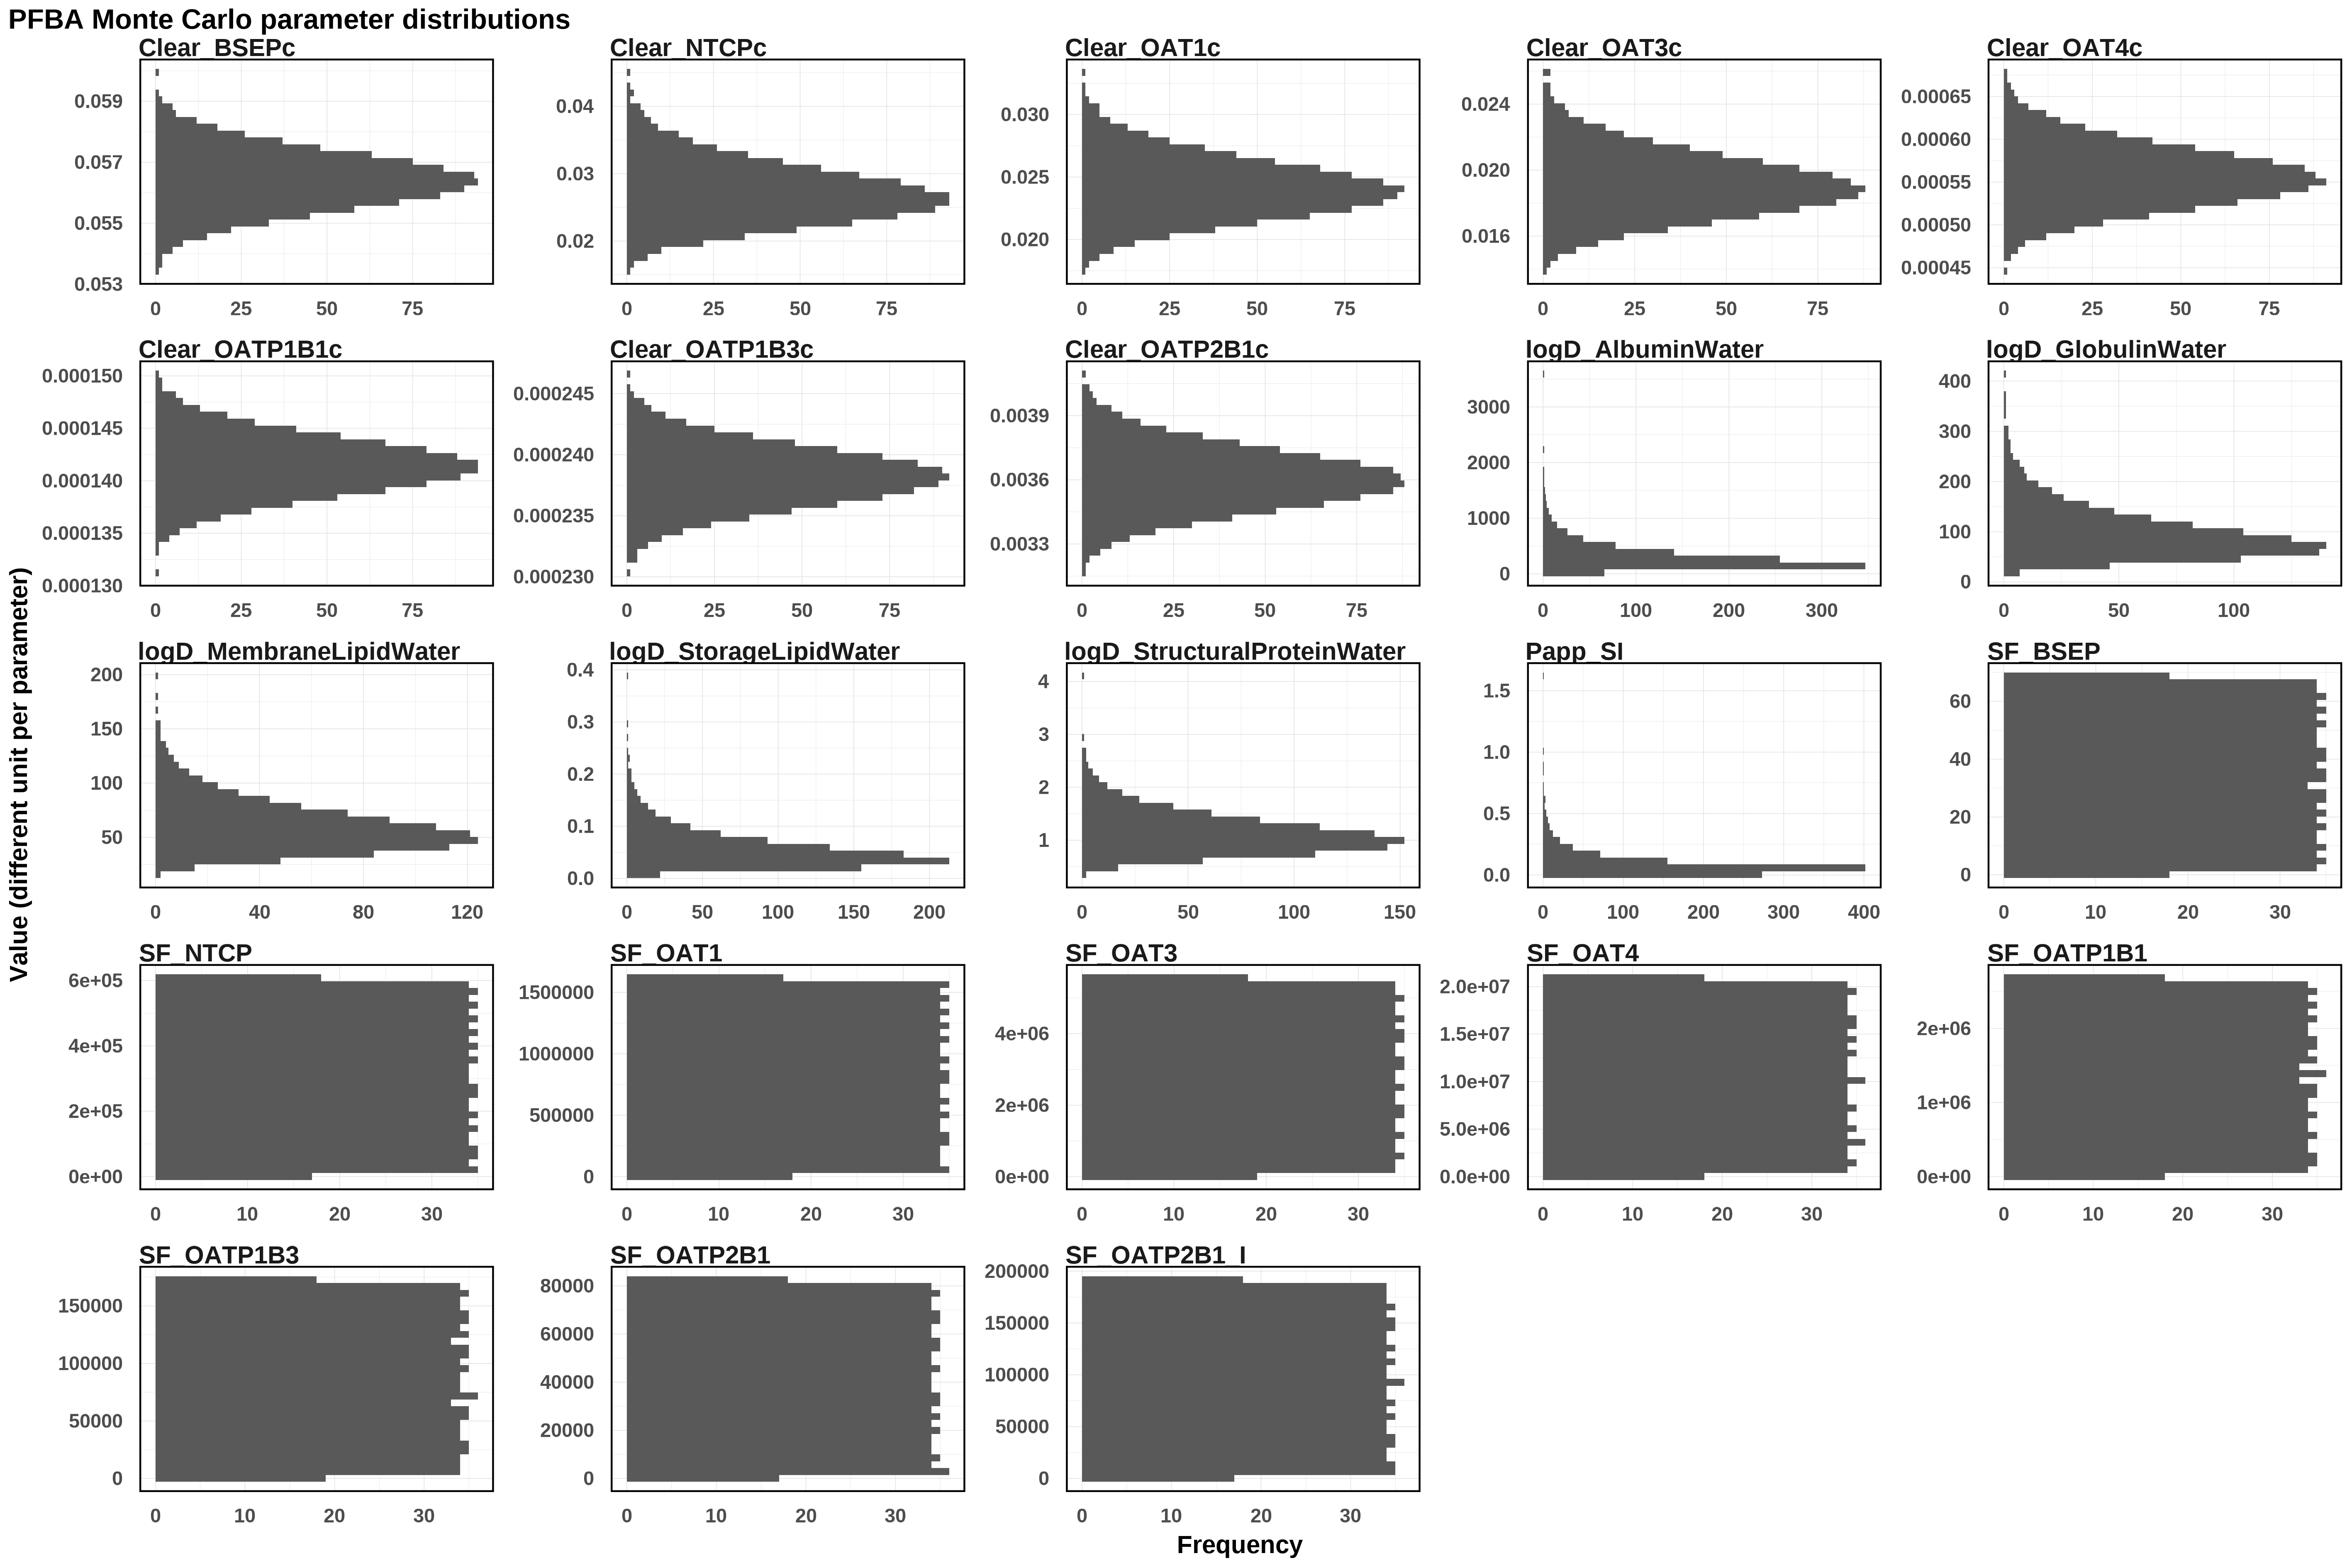 PFBA Monte Carlo parameter distributions
Clear_BSEPc Clear_NTCPc Clear_OAT1c Clear_OAT3c Clear_OAT4c
0.059 0.057 0.055 0.053
0 25 50 75
0.04 0.03 0.02
0 25 50 75
0.030 0.025 0.020
0 25 50 75
0.024 0.020 0.016
0 25 50 75
0.00065 0.00060 0.00055 0.00050 0.00045
0 25 50 75
Clear_OATP1B1c Clear_OATP1B3c Clear_OATP2B1c logD_AlbuminWater logD_GlobulinWater
0.000150 0.000145 0.000140 0.000135 0.000130
0 25 50 75
0.000245 0.000240 0.000235 0.000230
0 25 50 75
0.0039 0.0036 0.0033
0 25 50 75
3000 2000 1000 0
0 100 200 300
400 300 200 100 0
0 50 100
Value (different unit per parameter)
logD_MembraneLipidWater logD_StorageLipidWater logD_StructuralProteinWater Papp_SI SF_BSEP
200 150 100 50
0 40 80 120
0.4 0.3 0.2 0.1 0.0
0 50 100 150 200
4 3 2 1
0 50 100 150
1.5 1.0 0.5 0.0
0 100 200 300 400
60 40 20 0
0 10 20 30
SF_NTCP SF_OAT1 SF_OAT3 SF_OAT4 SF_OATP1B1
6e+05 4e+05 2e+05 0e+00
0 10 20 30
1500000 1000000 500000 0
0 10 20 30
4e+06 2e+06 0e+00
0 10 20 30
2.0e+07 1.5e+07 1.0e+07 5.0e+06 0.0e+00
0 10 20 30
2e+06 1e+06 0e+00
0 10 20 30
SF_OATP1B3 SF_OATP2B1 SF_OATP2B1_I
150000 100000 50000 0
0 10 20 30
80000 60000 40000 20000 0
0 10 20 30
200000 150000 100000 50000 0
0 10 20 30
Frequency